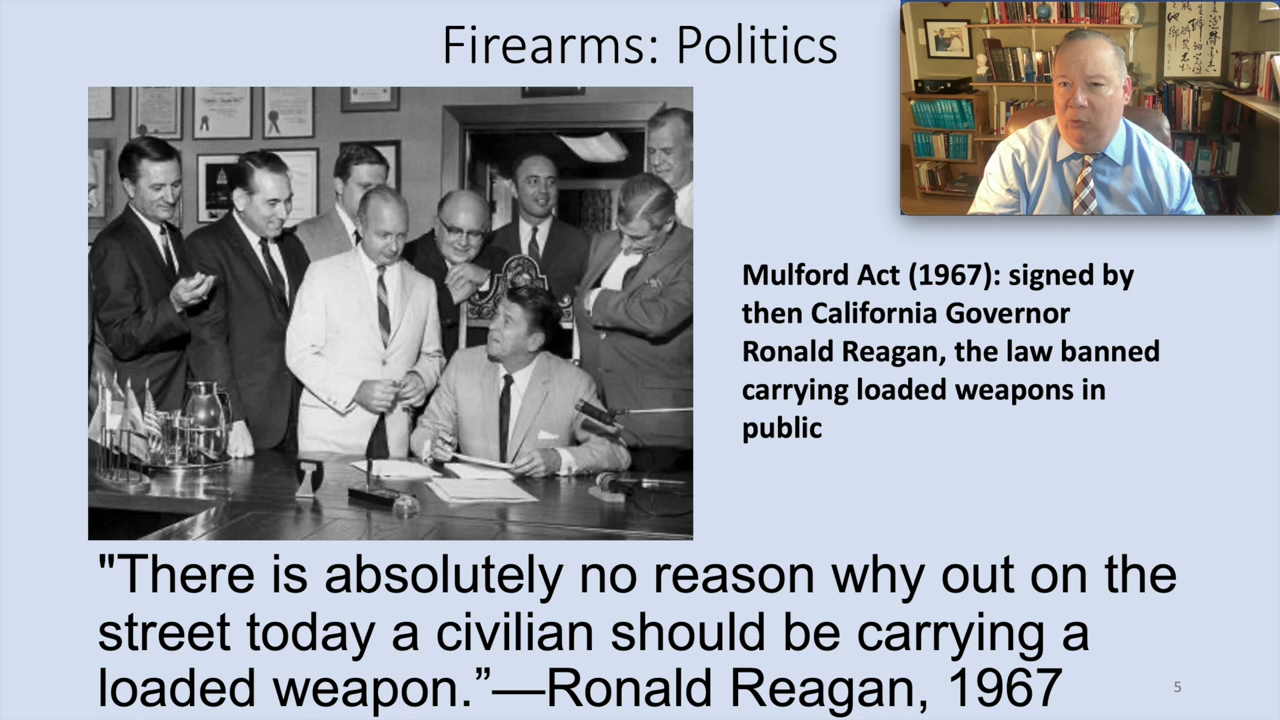 Firearms: Politics
Mulford Act (1967): signed by
then California Governor
Ronald Reagan, the law banned
carrying loaded weapons in
public
"There is absolutely no reason why out on the
street today a civilian should be carrying a
loaded weapon.”—Ronald Reagan, 1967
5